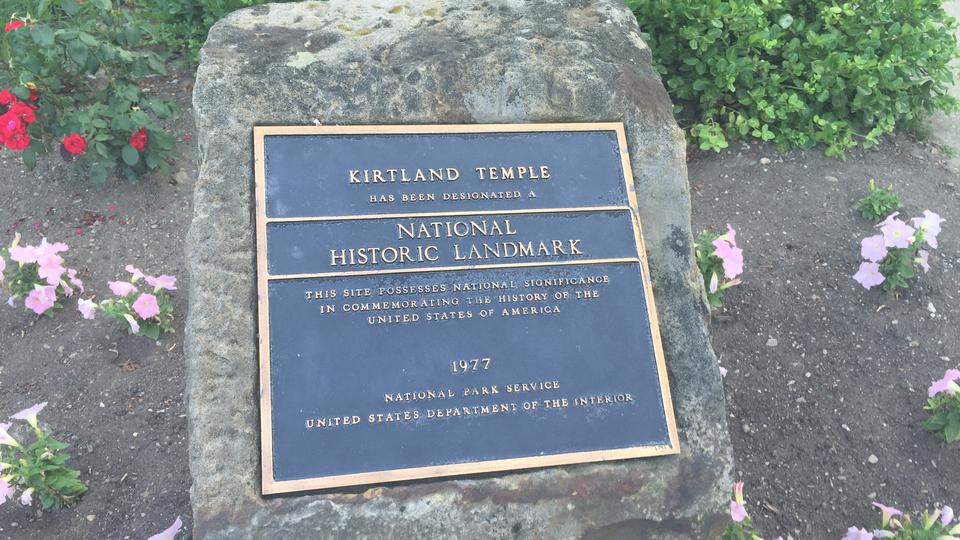 KIRTLAND TEMPLE
HAS BEEN DESIGNATED A
NATIONAL
HISTORIC LANDMARK
THIS SITE POSSESSES NATIONAL SIGNIFICANCE
IN COMMEMORATING THE HISTORY OF THE
UNITED STATES OF AMERICA
1977
NATIONAL PARK SERVICE
UNITED STATES DEPARTMENT OF THE INTERIOR